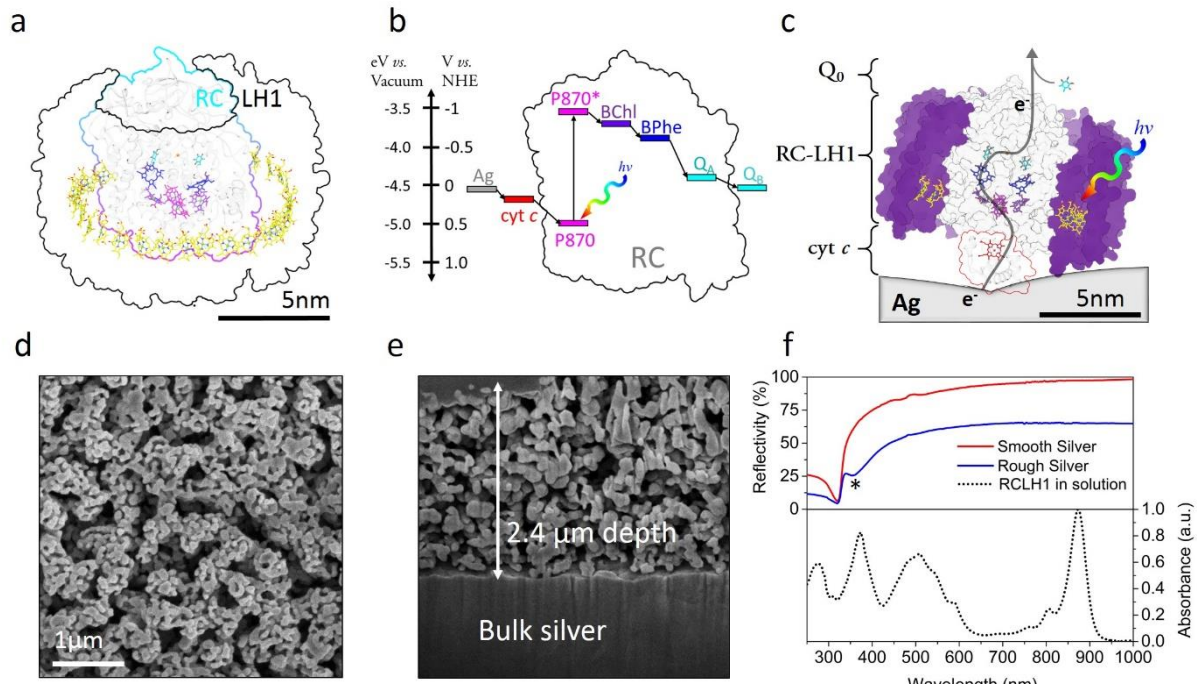 a
RC LH1
5nm
b
eV vs. V vs.
Vacuum NHE
-3.5 -1
-4.0 -0.5
-4.5 0
-5.0 0.5
-5.5 1.0
Ag
cyt c
P870*
BChl
BPhe
QA
QB
hν
P870
RC
c
Q0
RC-LH1
cyt c
e-
hν
e-
Ag
5nm
d
1µm
e
2.4 µm depth
Bulk silver
f
Reflectivity (%)
100
75
50
25
0
Smooth Silver
Rough Silver
RCLH1 in solution
*
1.0
0.8
0.6
0.4
0.2
0.0
Absorbance (a.u.)
300 400 500 600 700 800 900 1000
Wavelength (nm)